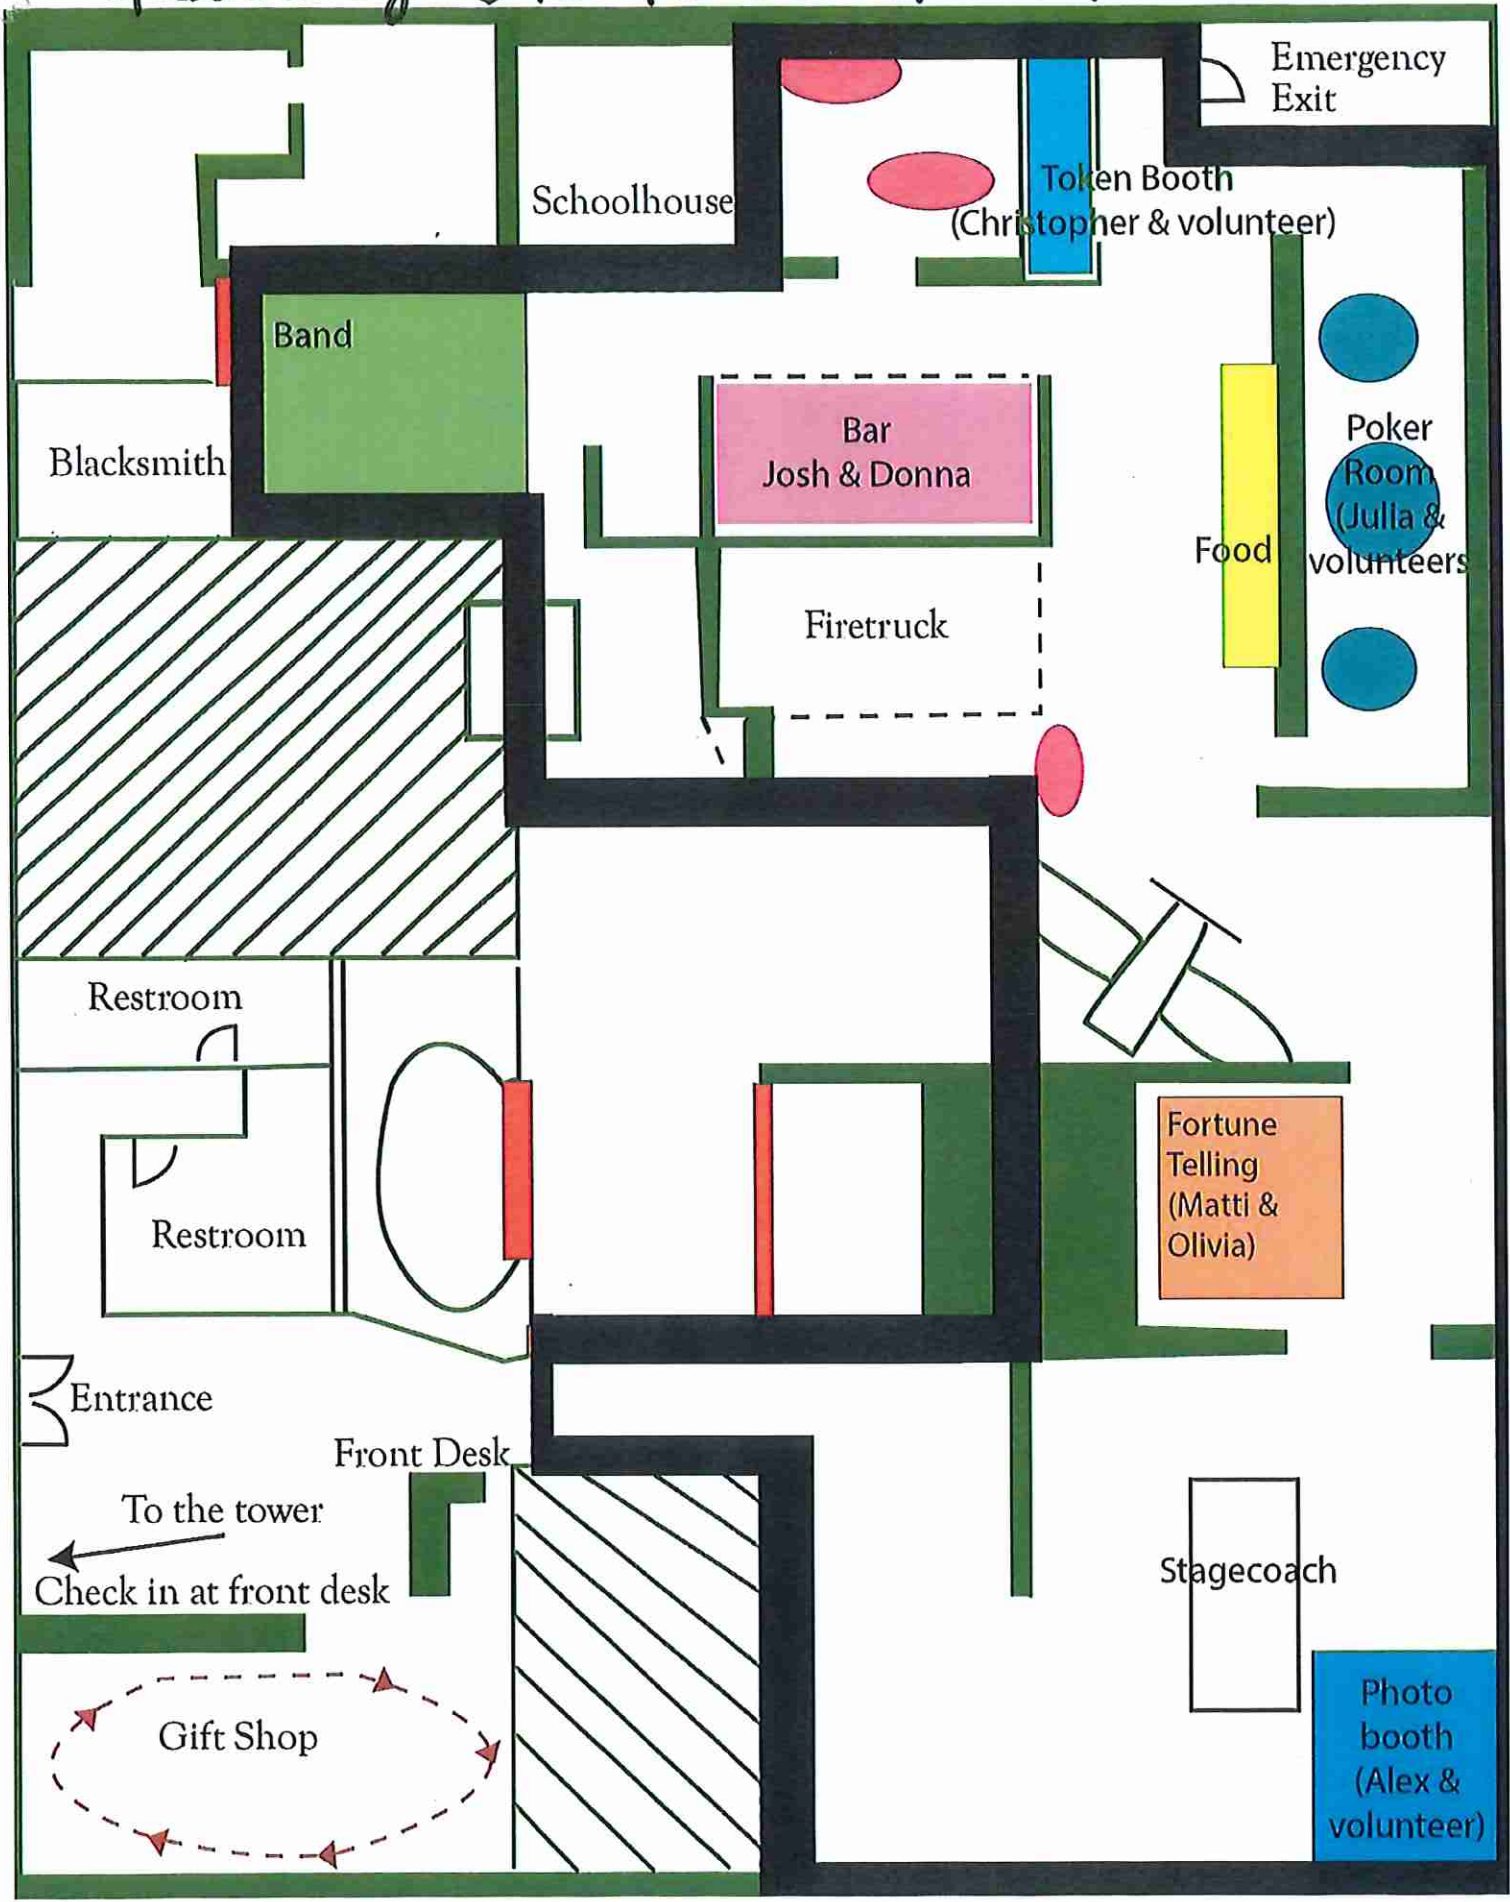 Emergency
Exit
Schoolhouse
Token Booth
(Christopher & volunteer)
Band
Bar
Josh & Donna
Blacksmith
Poker
Room
(Julia &
volunteers
Food
Firetruck
Restroom
Restroom
Fortune
Telling
(Matti &
Olivia)
Entrance
Front Desk
To the tower
Check in at front desk
Stagecoach
Gift Shop
Photo
booth
(Alex &
volunteer)